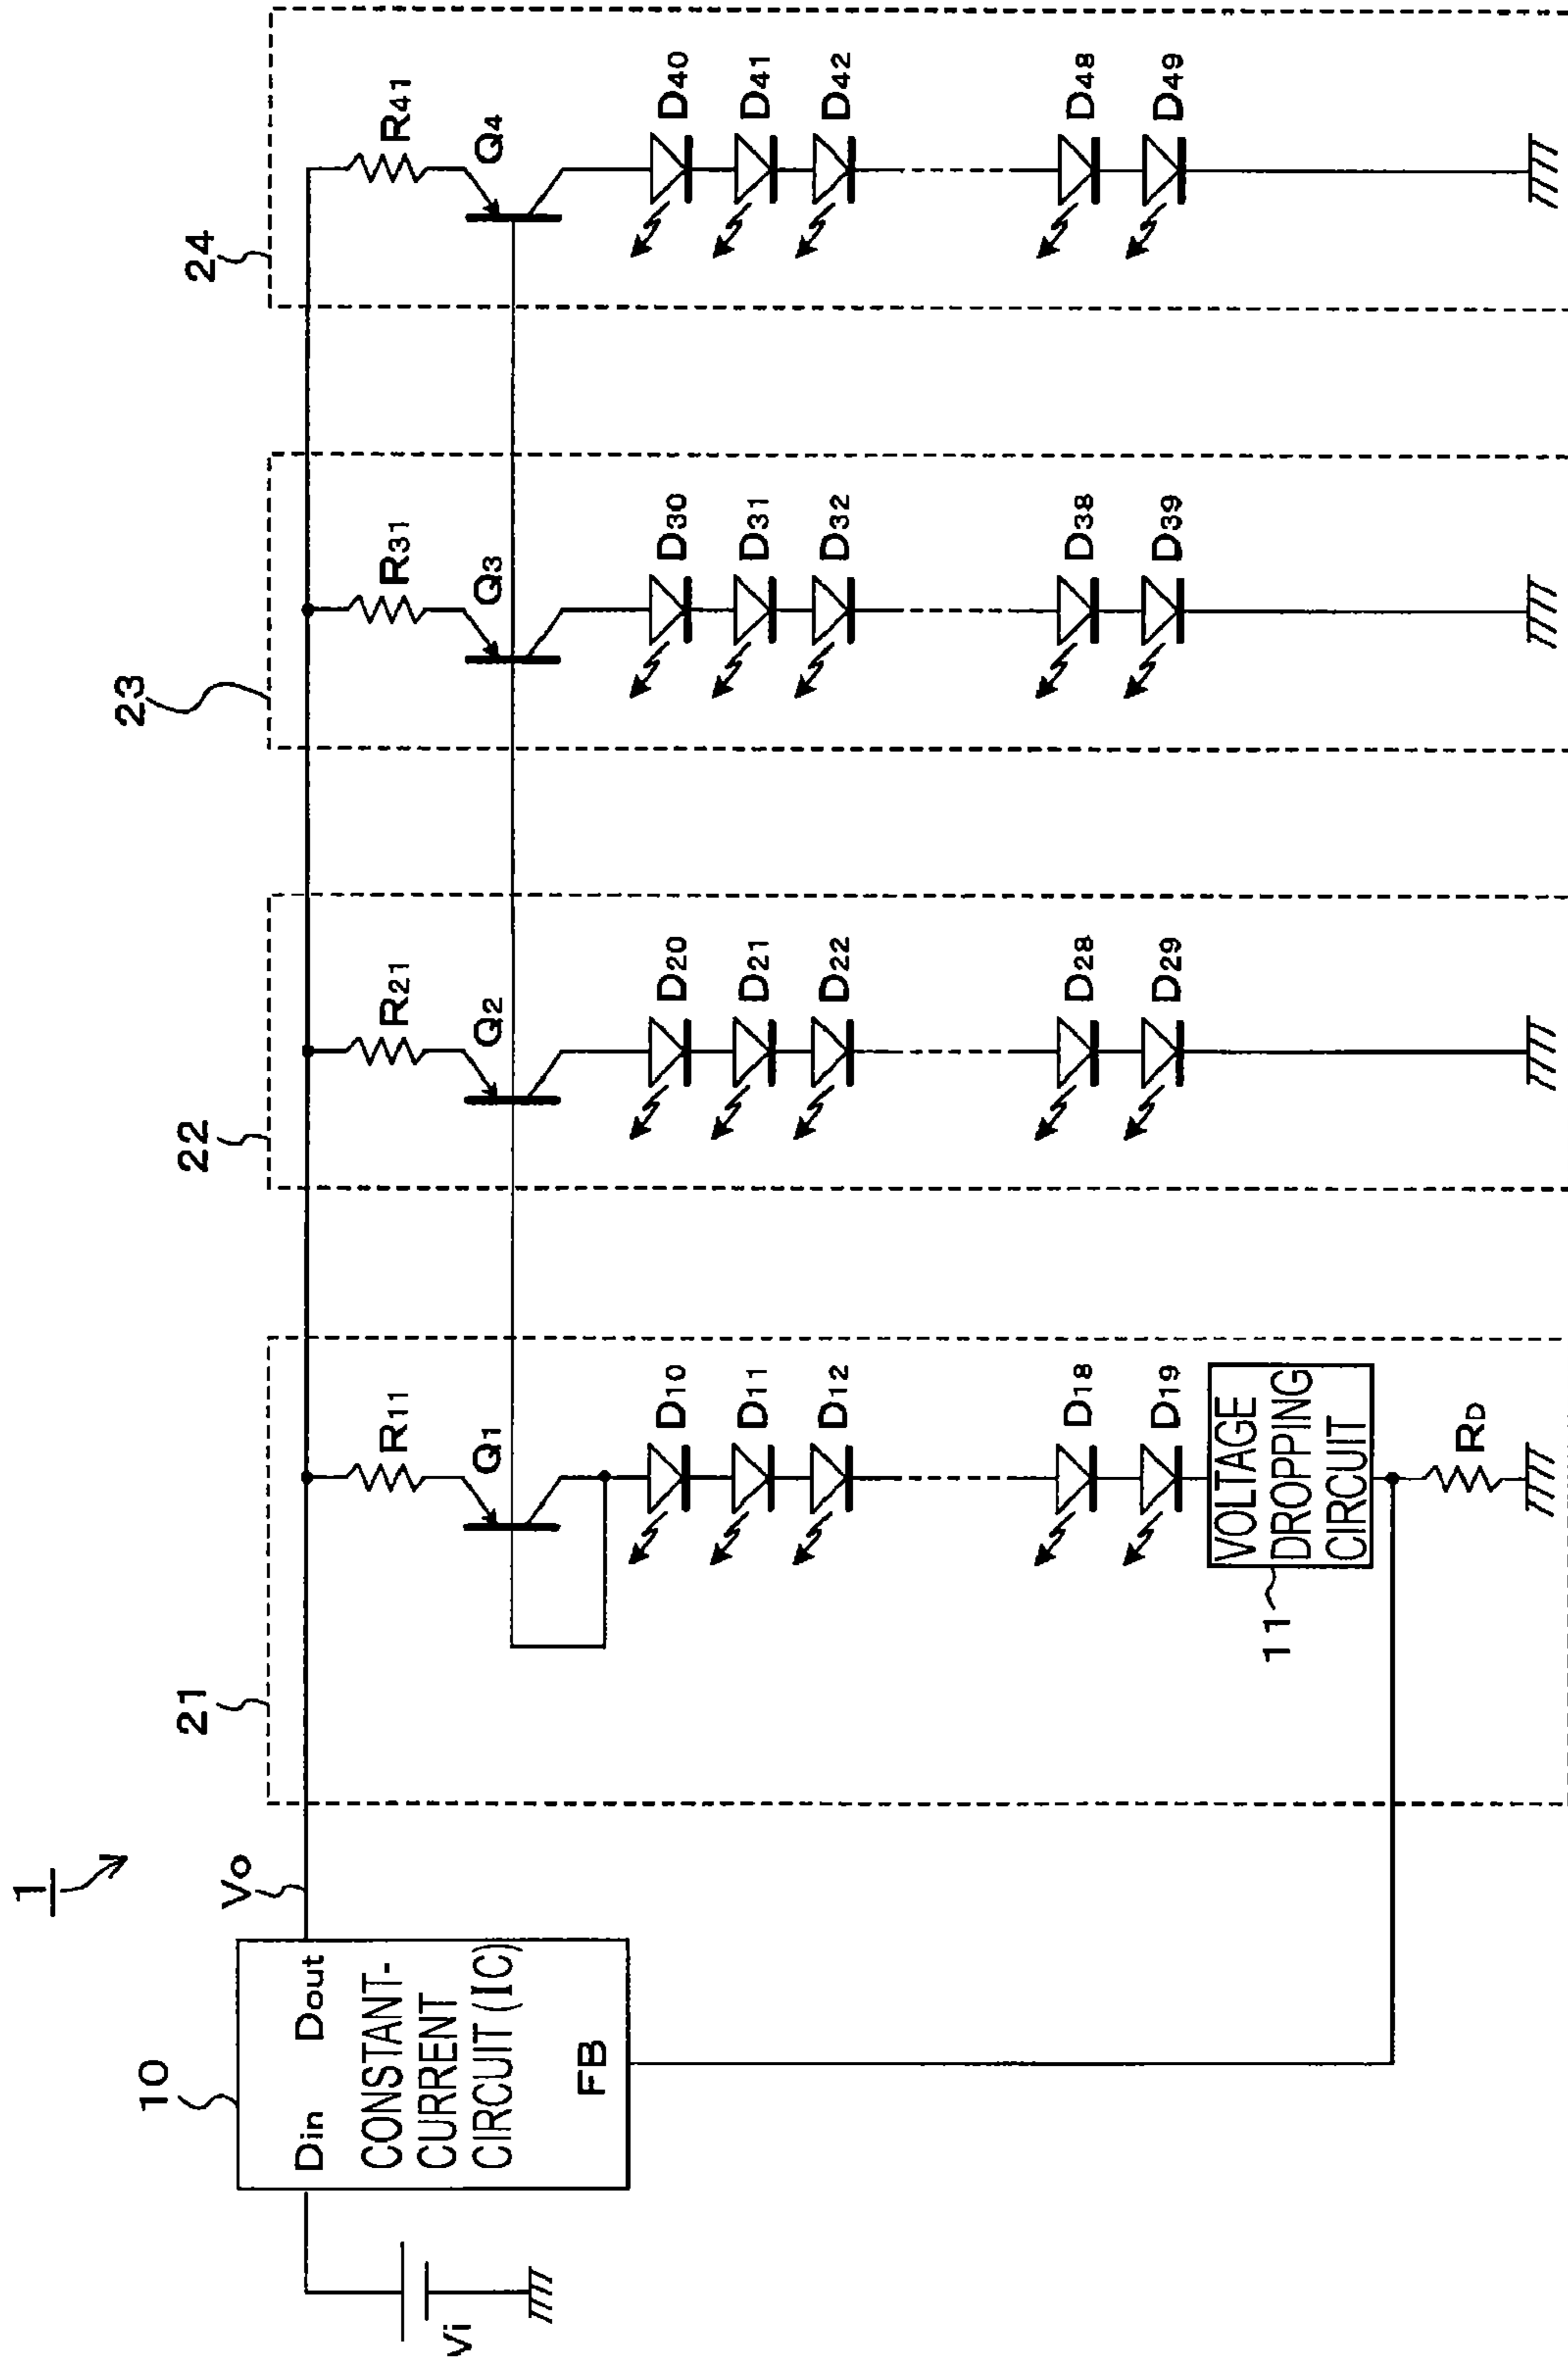 1
10
Din Dout
CONSTANT-
CURRENT
CIRCUIT (IC)
FB
Vi
Vo
21
R11
Q1
D10
D11
D12
D18
D19
VOLTAGE
DROPPING
CIRCUIT
11
RD
22
R21
Q2
D20
D21
D22
D28
D29
23
R31
Q3
D30
D31
D32
D38
D39
24
R41
Q4
D40
D41
D42
D48
D49